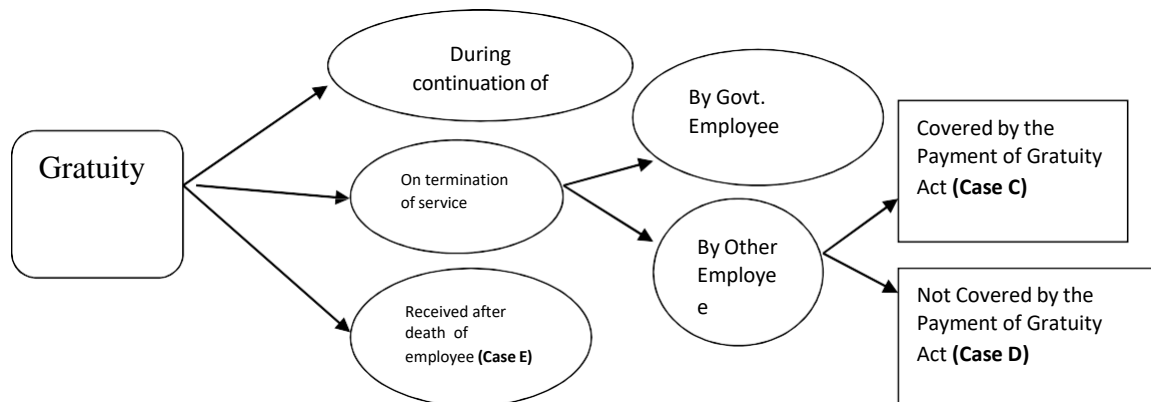 Gratuity
During
continuation of
On termination
of service
Received after
death of
employee (Case E)
By Govt.
Employee
By Other
Employe
e
Covered by the
Payment of Gratuity
Act (Case C)
Not Covered by the
Payment of Gratuity
Act (Case D)